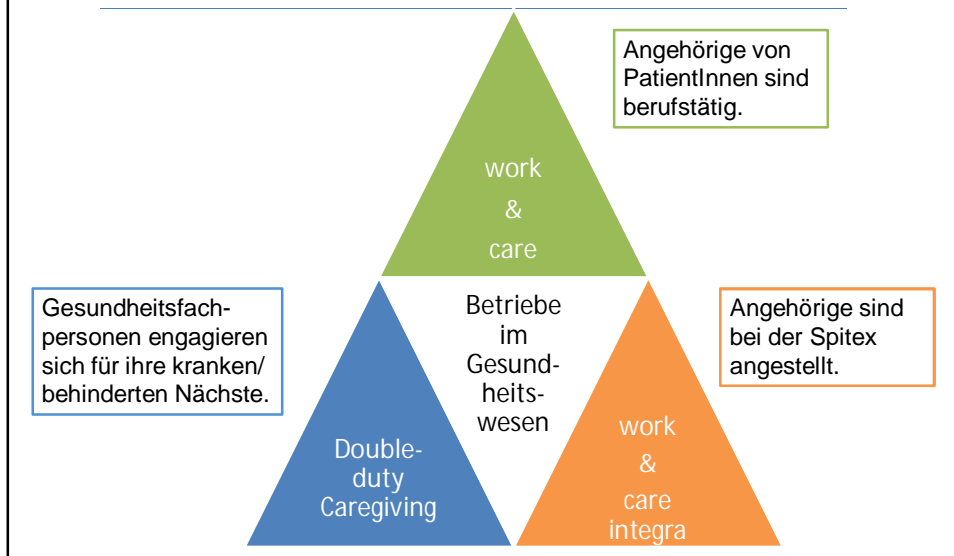 Angehörige von
PatientInnen sind
berufstätig.
work
&
care
Gesundheitsfach-
personen engagieren
sich für ihre kranken/
behinderten Nächste.
Betriebe
im
Gesund-
heits-
wesen
Angehörige sind
bei der Spitex
angestellt.
Double-
duty
Caregiving
work
&
care
integra